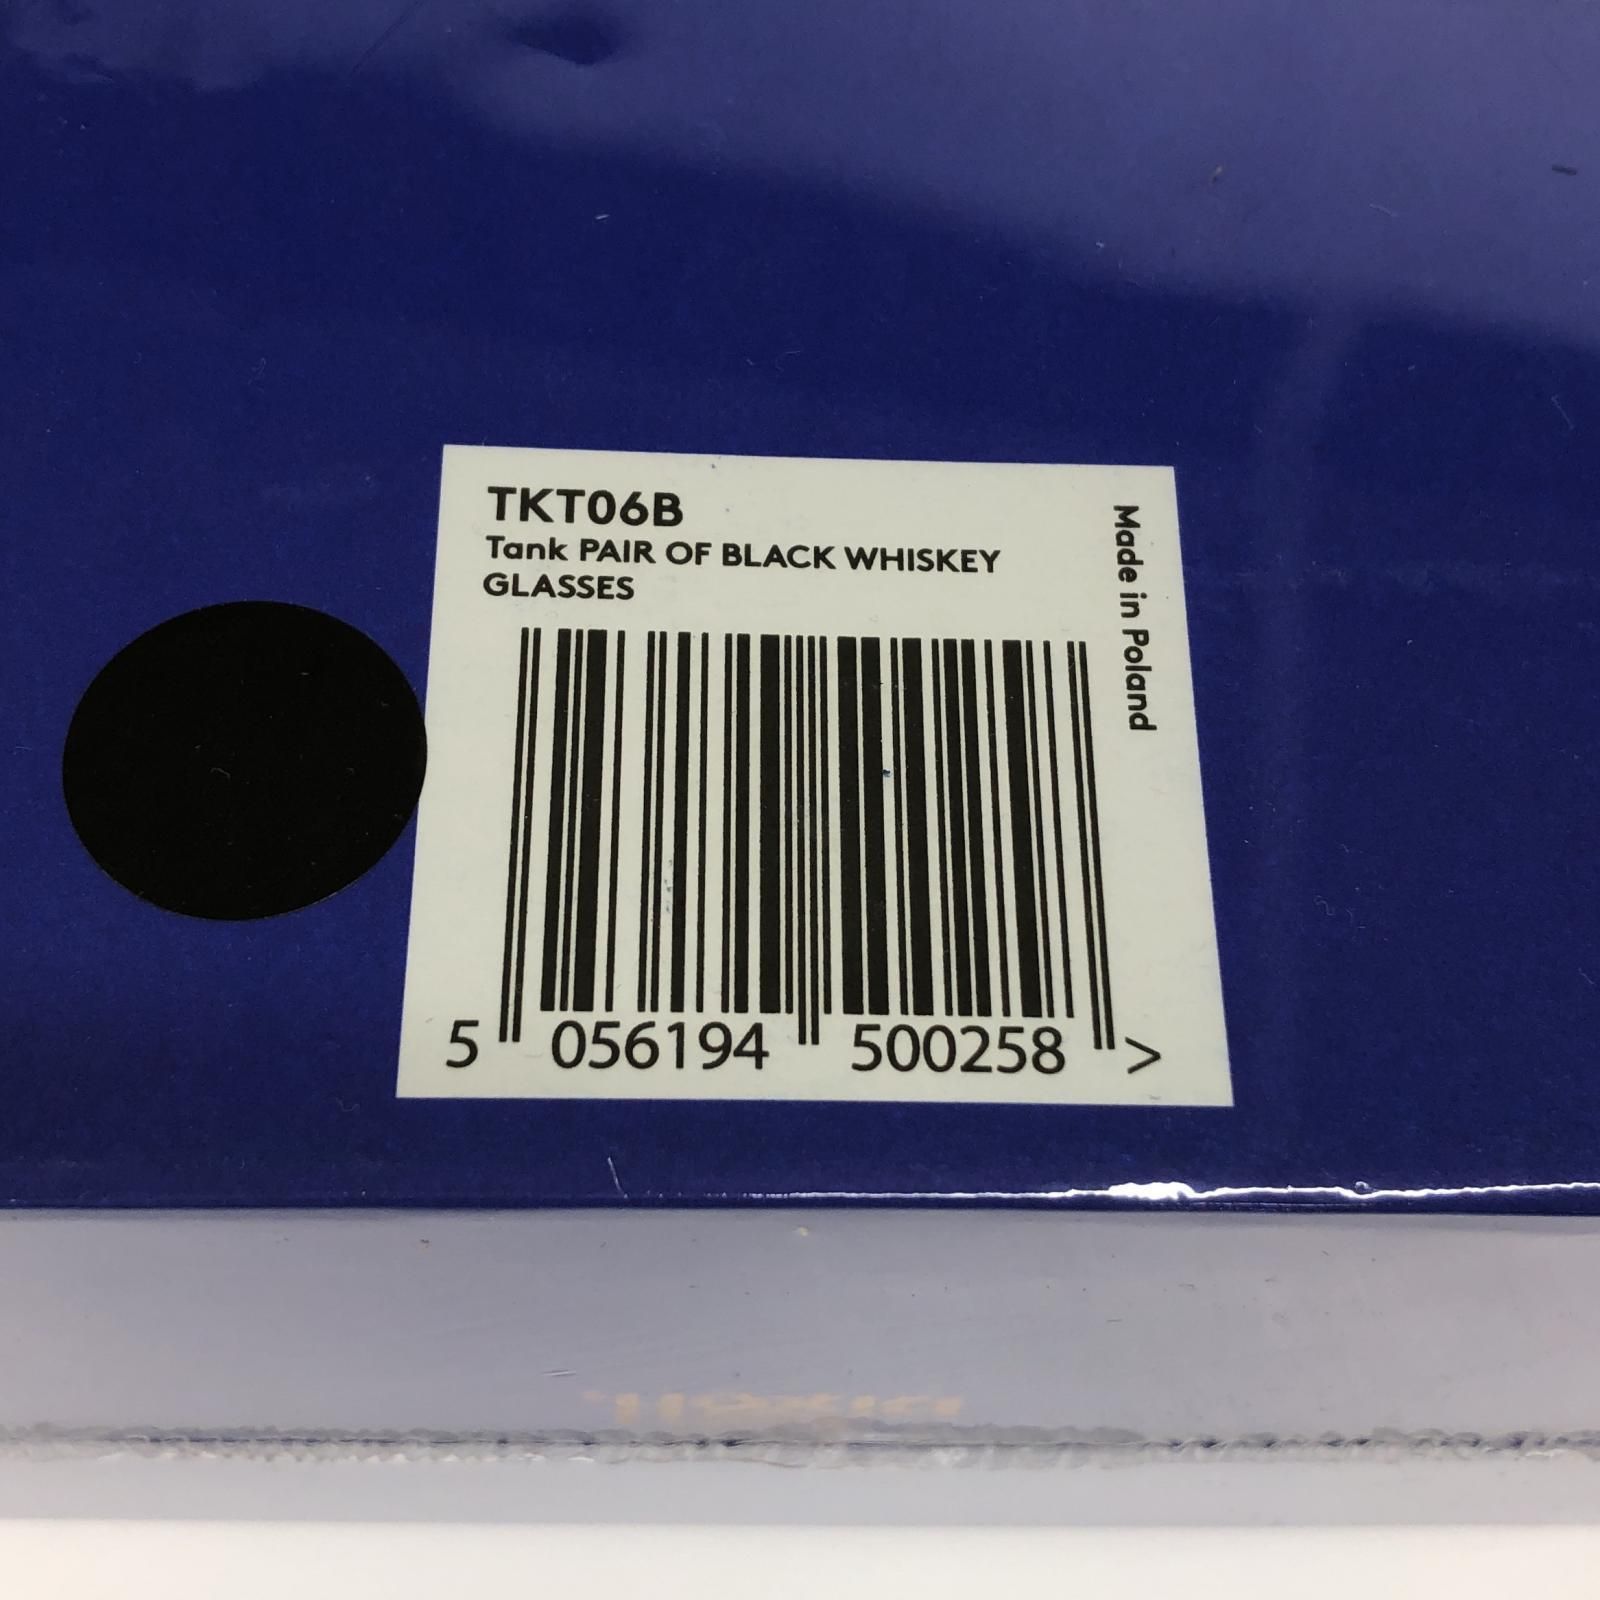 TKT06B
Tank PAIR OF BLACK WHISKEY
GLASSES
Made in Poland
5 056194 500258 >